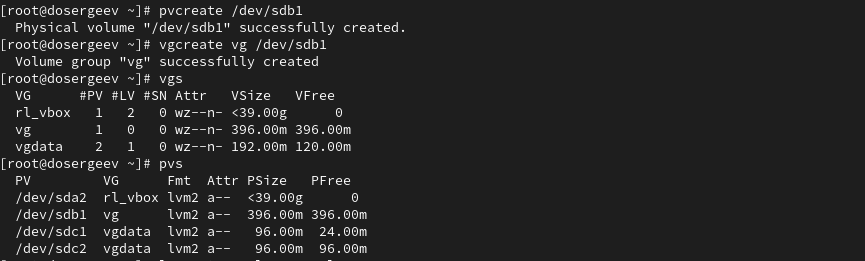 [root@dosergeev ~]# pvcreate /dev/sdb1
  Physical volume "/dev/sdb1" successfully created.
[root@dosergeev ~]# vgcreate vg /dev/sdb1
  Volume group "vg" successfully created
[root@dosergeev ~]# vgs
  VG      #PV #LV #SN Attr   VSize   VFree
  rl_vbox   1   2   0 wz--n- <39.00g      0
  vg        1   0   0 wz--n- 396.00m 396.00m
  vgdata    2   1   0 wz--n- 192.00m 120.00m
[root@dosergeev ~]# pvs
  PV         VG      Fmt  Attr PSize   PFree
  /dev/sda2  rl_vbox lvm2 a--  <39.00g      0
  /dev/sdb1  vg      lvm2 a--  396.00m 396.00m
  /dev/sdc1  vgdata  lvm2 a--   96.00m  24.00m
  /dev/sdc2  vgdata  lvm2 a--   96.00m  96.00m